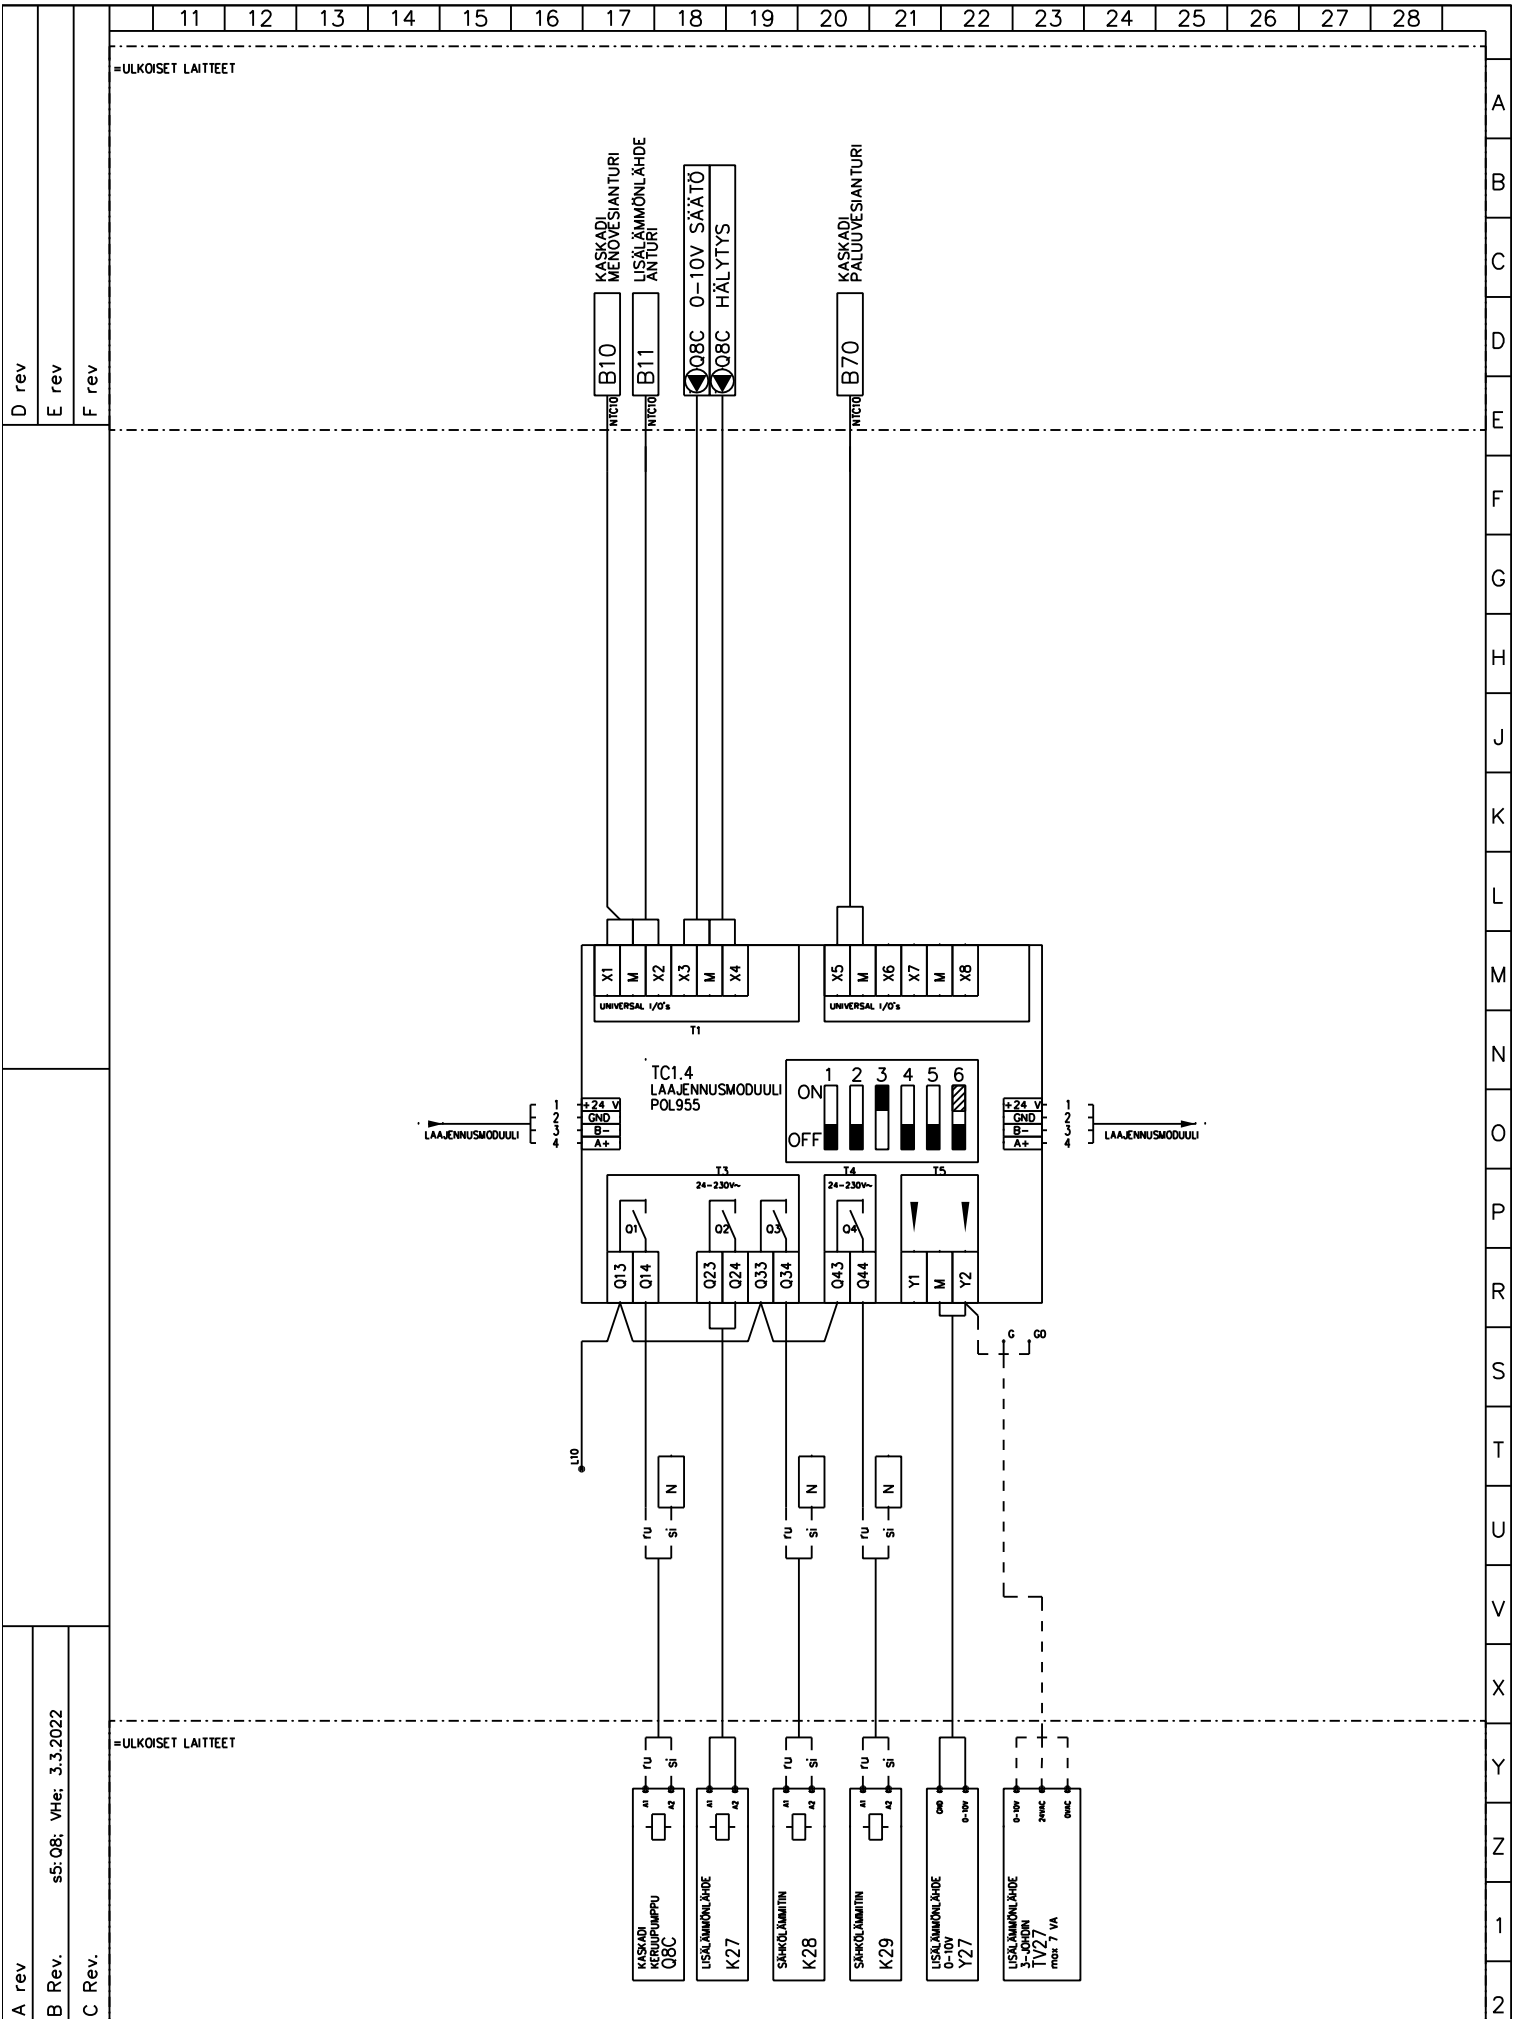 11 12 13 14 15 16 17 18 19 20 21 22 23 24 25 26 27 28
A
B
C
D
E
F
G
H
J
K
L
M
N
O
P
R
S
T
U
V
X
Y
Z
1
2
D rev
E rev
F rev
A rev
B Rev. s5: Q8; VHe; 3.3.2022
C Rev.
=ULKOISET LAITTEET
KASKADI
MENOVESIANTURI
B10
NTC10
LISÄLÄMMÖNLÄHDE
ANTURI
B11
NTC10
Q8C 0-10V SÄÄTÖ
Q8C HÄLYTYS
KASKADI
PALUUVESIANTURI
B70
NTC10
X1 M X2 X3 M X4
UNIVERSAL I/O's
T1
X5 M X6 X7 M X8
UNIVERSAL I/O's
TC1.4
LAAJENNUSMODUULI
POL955
1 2 3 4 5 6
ON
OFF
1 +24 V
2 GND
3 B-
4 A+
LAAJENNUSMODUULI
+24 V 1
GND 2
B- 3
A+ 4
LAAJENNUSMODUULI
T3
24-230V~
T4
24-230V~
T5
Q1 Q2 Q3 Q4
Q13 Q14 Q23 Q24 Q33 Q34 Q43 Q44 Y1 M Y2
G G0
L10
N N N
ru si ru si ru si
=ULKOISET LAITTEET
ru si ru si ru si
A1 A2
KASKADI
KERUUPUMPPU
Q8C
A1 A2
LISÄLÄMMÖNLÄHDE
K27
A1 A2
SÄHKÖLÄMMITIN
K28
A1 A2
SÄHKÖLÄMMITIN
K29
GND 0-10V
LISÄLÄMMÖNLÄHDE
0-10V
Y27
0-10V 24VAC 0VAC
LISÄLÄMMÖNLÄHDE
3-JOHDIN
TV27
max 7 VA